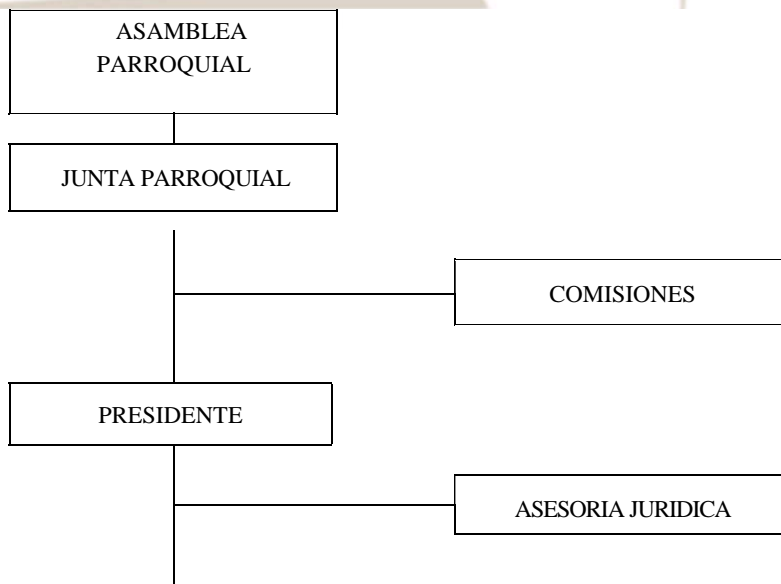 ASAMBLEA
PARROQUIAL
JUNTA PARROQUIAL
COMISIONES
PRESIDENTE
ASESORIA JURIDICA